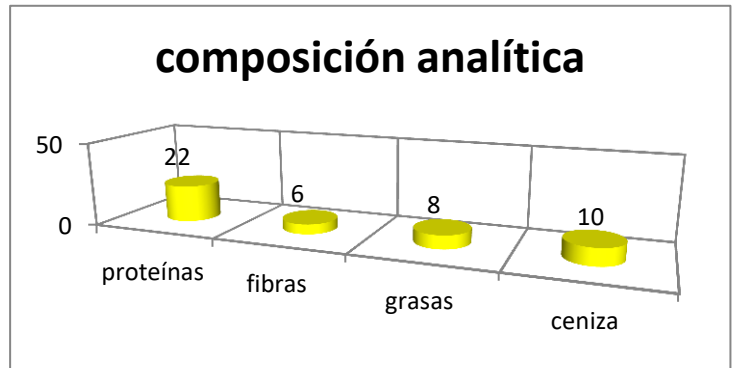 composición analítica
50
0
22
6
8
10
proteínas
fibras
grasas
ceniza